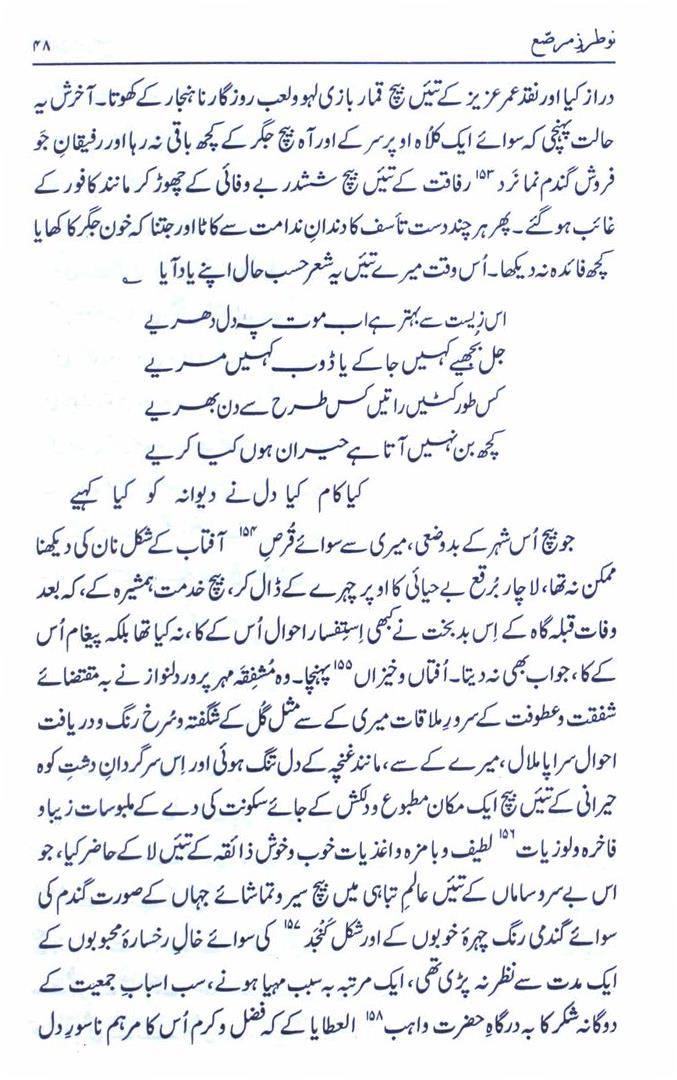 نو طرزِ مرصّع ۴۸
دراز کیا اور نقد عمر عزیز کے تئیں بیچ قمار بازی لہو ولعب روزگار ناہنجار کے کھوتا۔ آخرش یہ
حالت پہنچی کہ سوائے ایک کلاہ اوپر سر کے اور آہ بیچ جگر کے کچھ باقی نہ رہا اور رفیقانِ جَو
فروش گندم نما نَرد ۱۵۳ رفاقت کے تئیں بیچ ششدر بے وفائی کے چھوڑ کر مانند کافور کے
غائب ہو گئے۔ پھر ہر چند دست تأسف کا دندانِ ندامت سے کاٹا اور جتنا کہ خون جگر کا کھایا
کچھ فائدہ نہ دیکھا۔ اُس وقت میرے تئیں یہ شعر حسب حال اپنے یاد آیا ؎
اس زِیست سے بہتر ہے اب موت پہ دل دھریے
جل بُجھیے کہیں جا کے یا ڈوب کہیں مریے
کس طور کٹیں راتیں کس طرح سے دن بھریے
کچھ بن نہیں آتا ہے حیران ہوں کیا کریے
کیا کام کیا دل نے دیوانہ کو کیا کہیے
جو بیچ اُس شہر کے بدوضعی، میری سے سوائے قُرصِ ۱۵۴ آفتاب کے شکل نان کی دیکھنا
ممکن نہ تھا، لاچار بُرقع بے حیائی کا اوپر چہرے کے ڈال کر، بیچ خدمت ہمشیرہ کے، کہ بعد
وفات قبلہ گاہ کے اِس بدبخت نے کبھی اِستِفسار احوال اُس کے کا، نہ کیا تھا بلکہ پیغام اُس
کے کا، جواب بھی نہ دیتا۔ اُفتاں و خیزاں ۱۵۵ پہنچا۔ وہ مُشفِقَہ مہر پرور دلنواز نے بہ مقتضائے
شفقت وعطوفت کے سرورِ ملاقات میری کے سے مثل گُل کے شگفتہ و سُرخ رنگ و دریافت
احوال سراپا ملال، میرے کے سے، مانند غنچہ کے دل تنگ ہوئی اور اِس سرگردانِ دشتِ کوہ
حیرانی کے تئیں بیچ ایک مکان مطبوع و دلکش کے جائے سکونت کی دے کے ملبوسات زیبا و
فاخرہ ولوزیات ۱۵۶ لطیف و بامزہ واغذیات خوب وخوش ذائقہ کے تئیں لا کے حاضر کیا، جو
اس بے سر و ساماں کے تئیں عالمِ تباہی میں بیچ سیر و تماشائے جہاں کے صورت گندم کی
سوائے گندمی رنگ چہرۂ خوبوں کے اور شکل کُنجَد ۱۵۷ کی سوائے خالِ رخسارۂ محبوبوں کے
ایک مدت سے نظر نہ پڑی تھی، ایک مرتبہ بہ سبب مہیا ہونے، سب اسبابِ جمعیت کے
دوگانہ شکر کا بہ درگاہِ حضرت واہب ۱۵۸ العطایا کے کہ فضل و کرم اُس کا مرہم ناسورِ دل